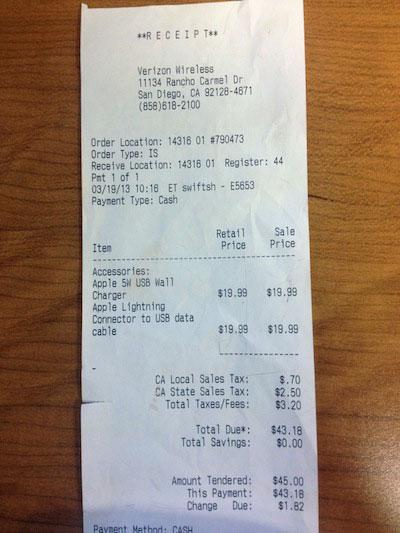 **R E C E I P T**
Verizon Wireless
11134 Rancho Carmel Dr
San Diego, CA 92128-4671
(858)618-2100
Order Location: 14316 01 #790473
Order Type: IS
Receive Location: 14316 01 Register: 44
Pmt 1 of 1
03/19/13 10:16 ET swiftsh - E5653
Payment Type: Cash
Retail Sale
Item Price Price
Accessories:
Apple 5W USB Wall
Charger $19.99 $19.99
Apple Lightning
Connector to USB data
cable $19.99 $19.99
CA Local Sales Tax: $.70
CA State Sales Tax: $2.50
Total Taxes/Fees: $3.20
Total Due*: $43.18
Total Savings: $0.00
Amount Tendered: $45.00
This Payment: $43.18
Change Due: $1.82
Payment Method: CASH